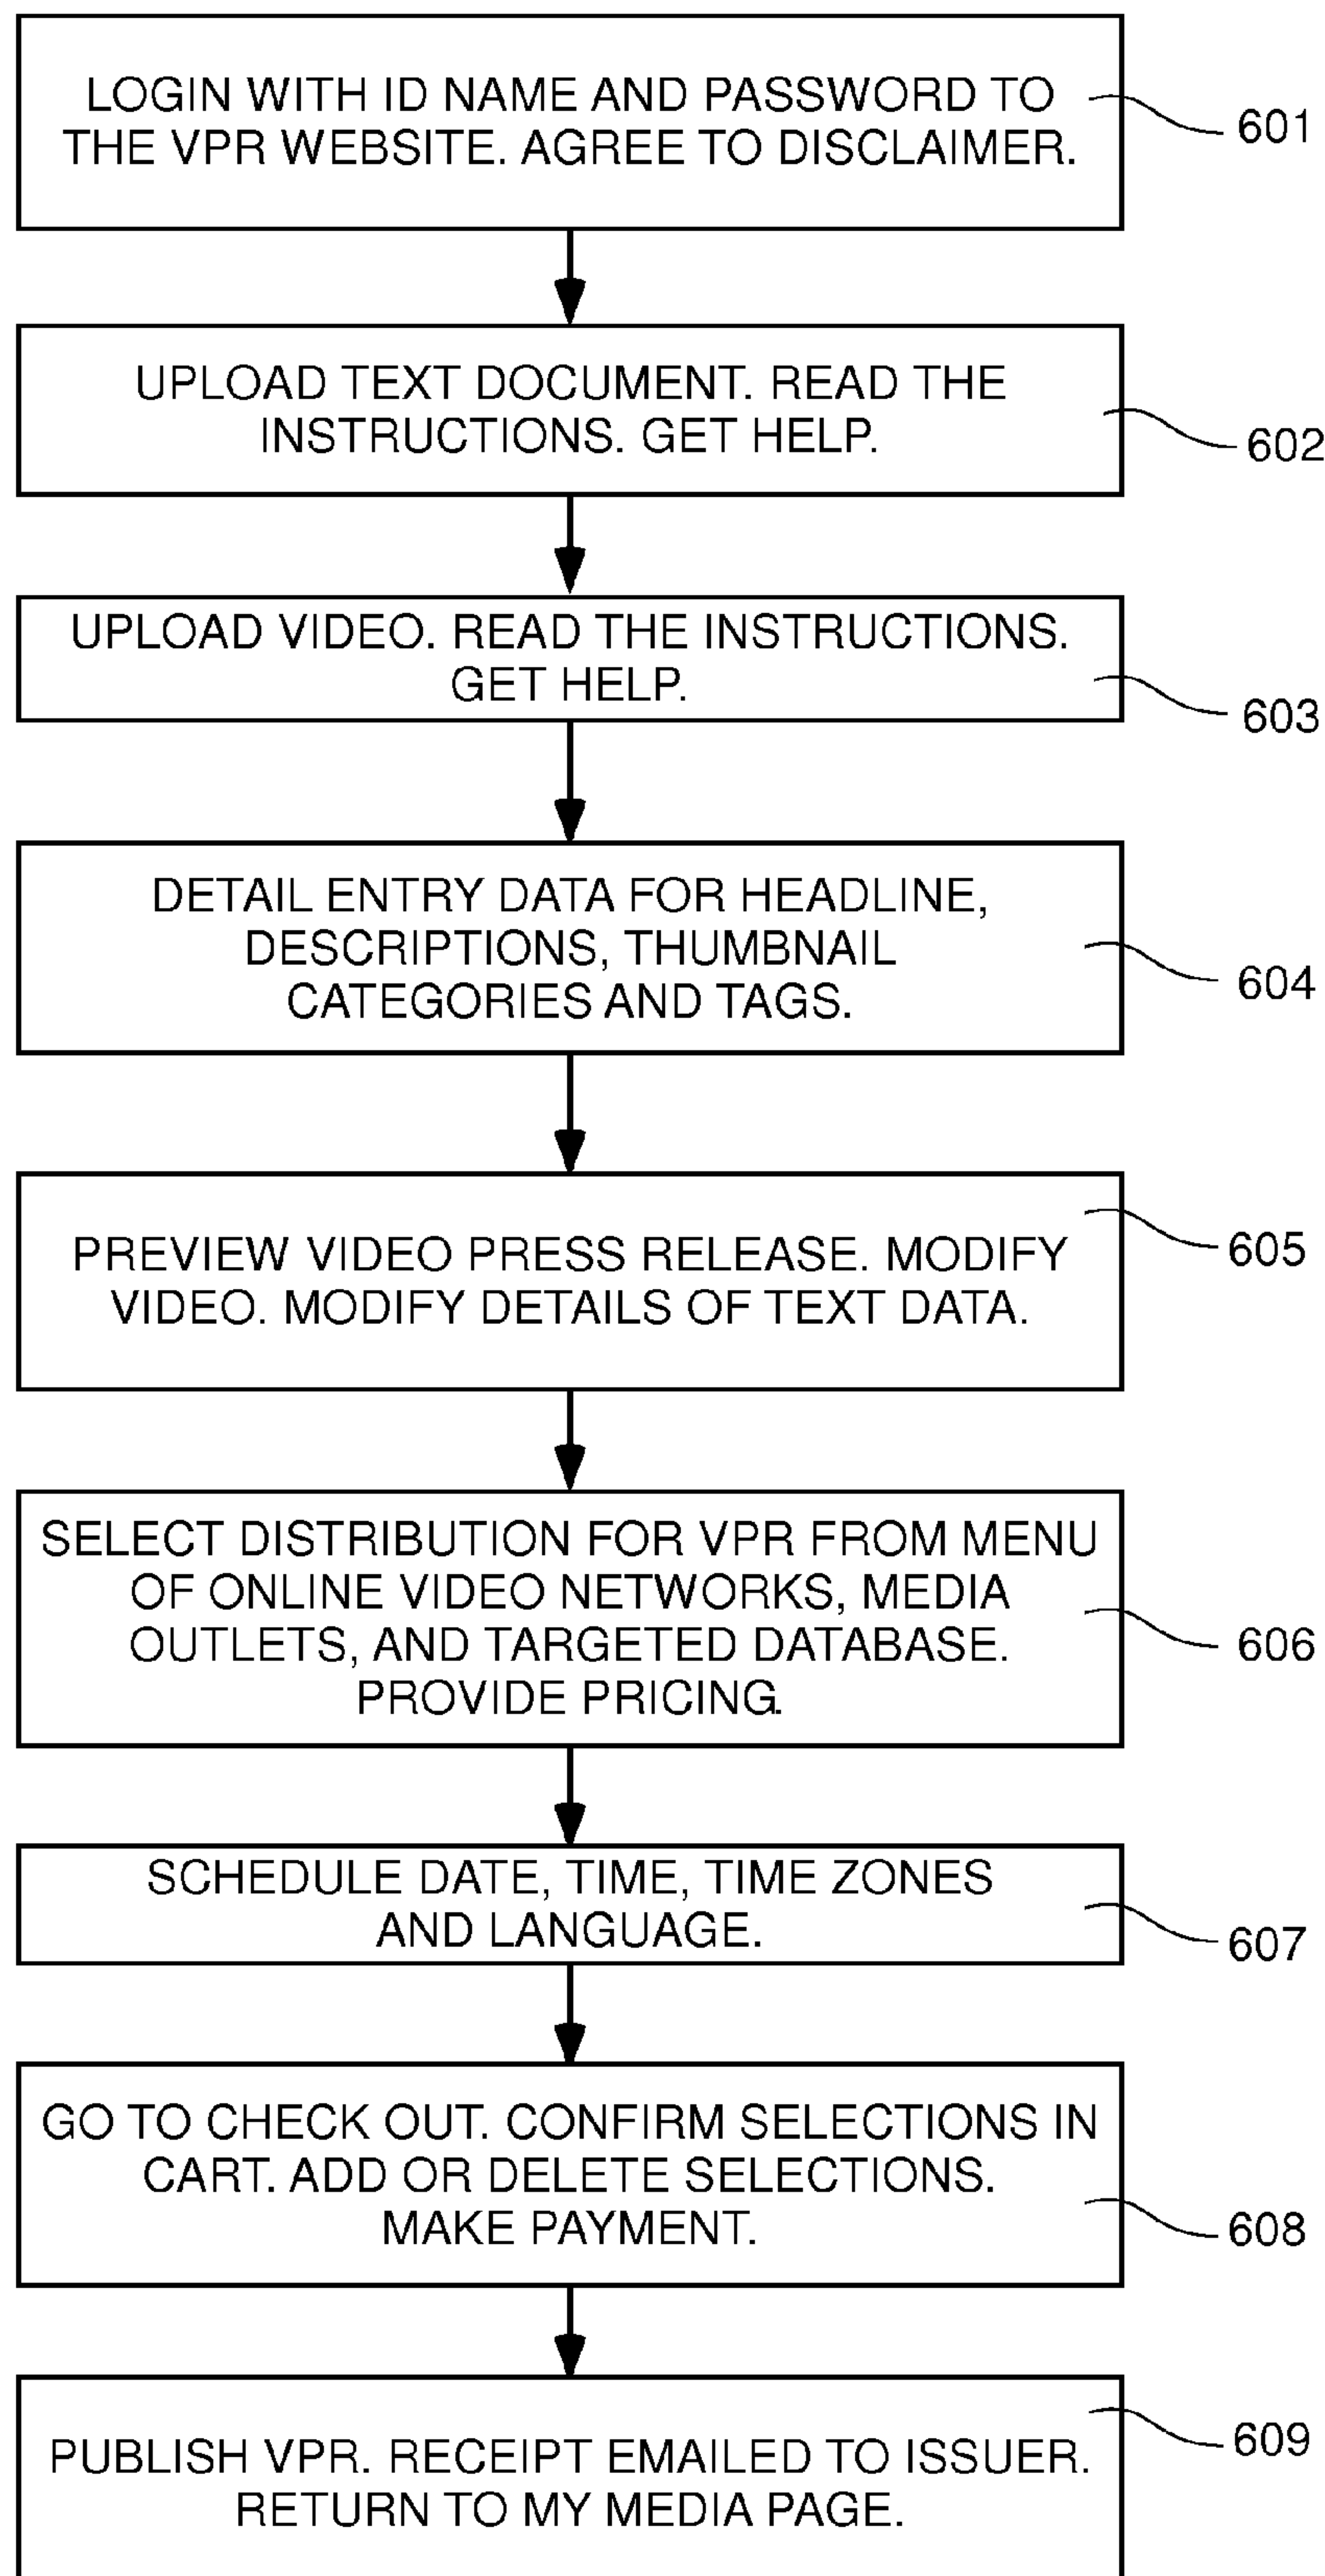 LOGIN WITH ID NAME AND PASSWORD TO
THE VPR WEBSITE. AGREE TO DISCLAIMER.
601
UPLOAD TEXT DOCUMENT. READ THE
INSTRUCTIONS. GET HELP.
602
UPLOAD VIDEO. READ THE INSTRUCTIONS.
GET HELP.
603
DETAIL ENTRY DATA FOR HEADLINE,
DESCRIPTIONS, THUMBNAIL
CATEGORIES AND TAGS.
604
PREVIEW VIDEO PRESS RELEASE. MODIFY
VIDEO. MODIFY DETAILS OF TEXT DATA.
605
SELECT DISTRIBUTION FOR VPR FROM MENU
OF ONLINE VIDEO NETWORKS, MEDIA
OUTLETS, AND TARGETED DATABASE.
PROVIDE PRICING.
606
SCHEDULE DATE, TIME, TIME ZONES
AND LANGUAGE.
607
GO TO CHECK OUT. CONFIRM SELECTIONS IN
CART. ADD OR DELETE SELECTIONS.
MAKE PAYMENT.
608
PUBLISH VPR. RECEIPT EMAILED TO ISSUER.
RETURN TO MY MEDIA PAGE.
609